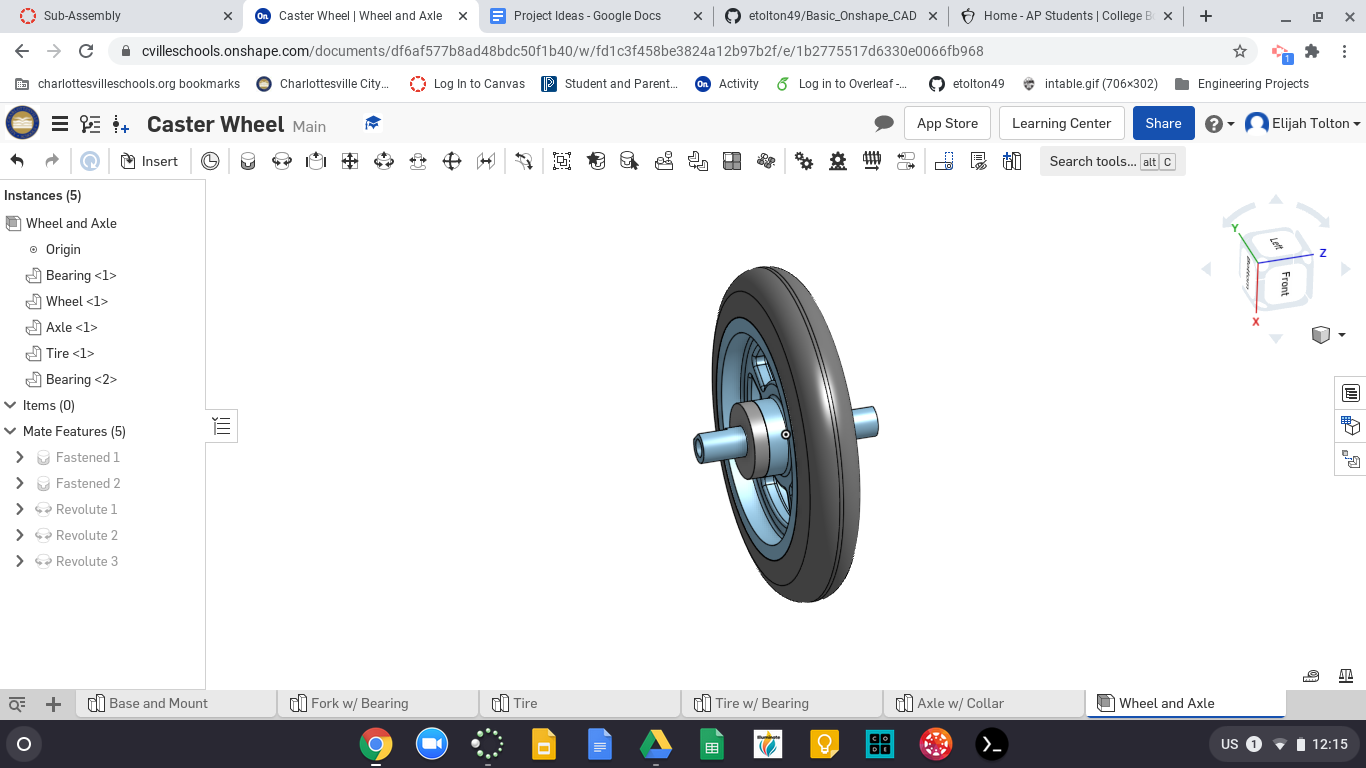 Sub-Assembly
On Caster Wheel | Wheel and Axle
Project Ideas - Google Docs
etolton49/Basic_Onshape_CAD
Home - AP Students | College B
cvilleschools.onshape.com/documents/df6af577b8ad48bdc50f1b40/w/fd1c3f458be3824a12b97b2f/e/1b2775517d6330e0066fb968
1
charlottesvilleschools.org bookmarks
Charlottesville City...
Log In to Canvas
Student and Parent...
On Activity
Log in to Overleaf -...
etolton49
intable.gif (706×302)
Engineering Projects
Caster Wheel Main
App Store
Learning Center
Share
Elijah Tolton
Insert
Search tools... alt C
Instances (5)
Wheel and Axle
Origin
Bearing <1>
Wheel <1>
Axle <1>
Tire <1>
Bearing <2>
Items (0)
Mate Features (5)
Fastened 1
Fastened 2
Revolute 1
Revolute 2
Revolute 3
Y
Left
Z
Front
X
Base and Mount
Fork w/ Bearing
Tire
Tire w/ Bearing
Axle w/ Collar
Wheel and Axle
US 1 12:15